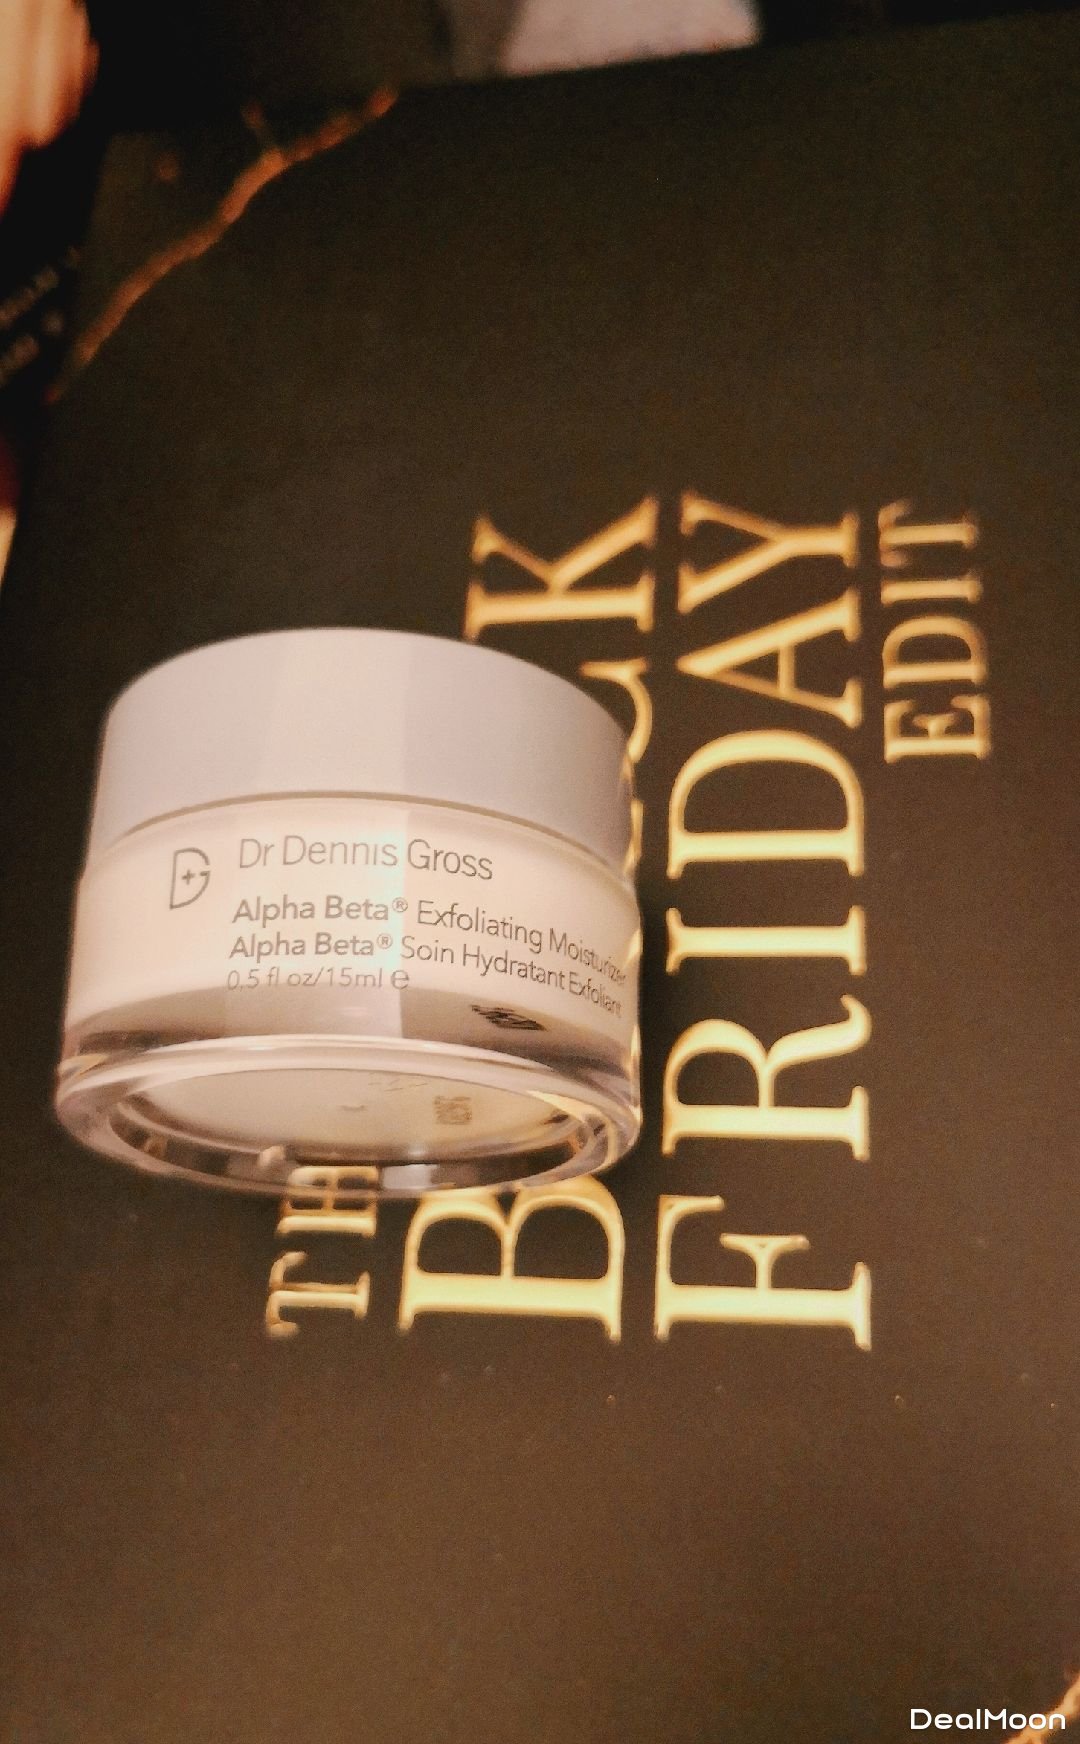 Dr Dennis Gross
Alpha Beta® Exfoliating Moisturizer
Alpha Beta® Soin Hydratant Exfoliant
0.5 fl oz/15ml ℮
FRIDAY
EDIT
DealMoon